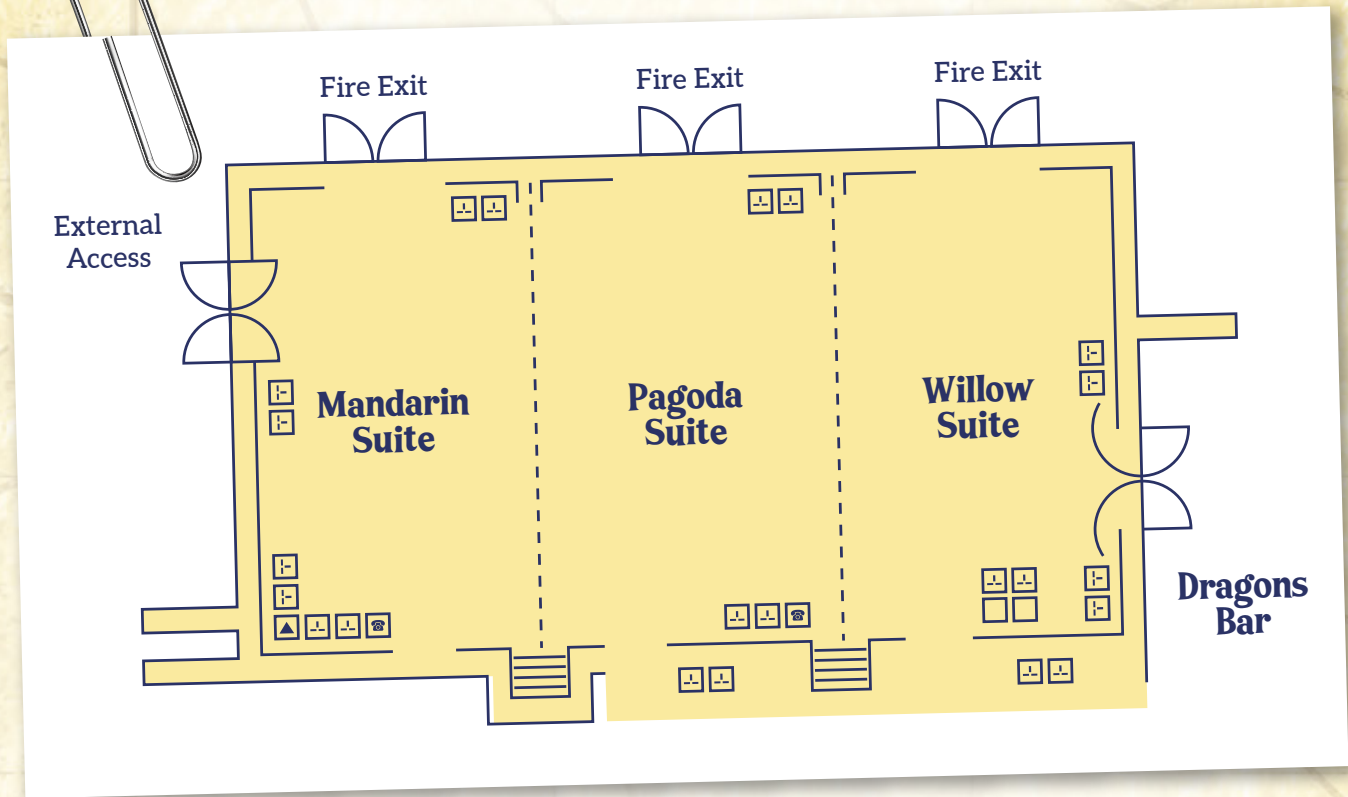 Fire Exit
Fire Exit
Fire Exit
External
Access
Mandarin
Suite
Pagoda
Suite
Willow
Suite
Dragons
Bar